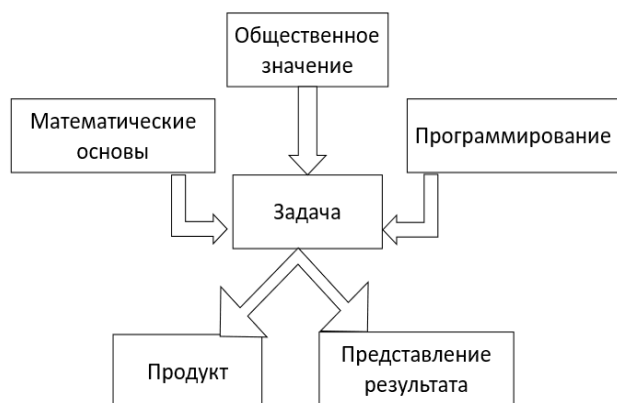 Общественное
значение
Математические
основы
Программирование
Задача
Продукт
Представление
результата